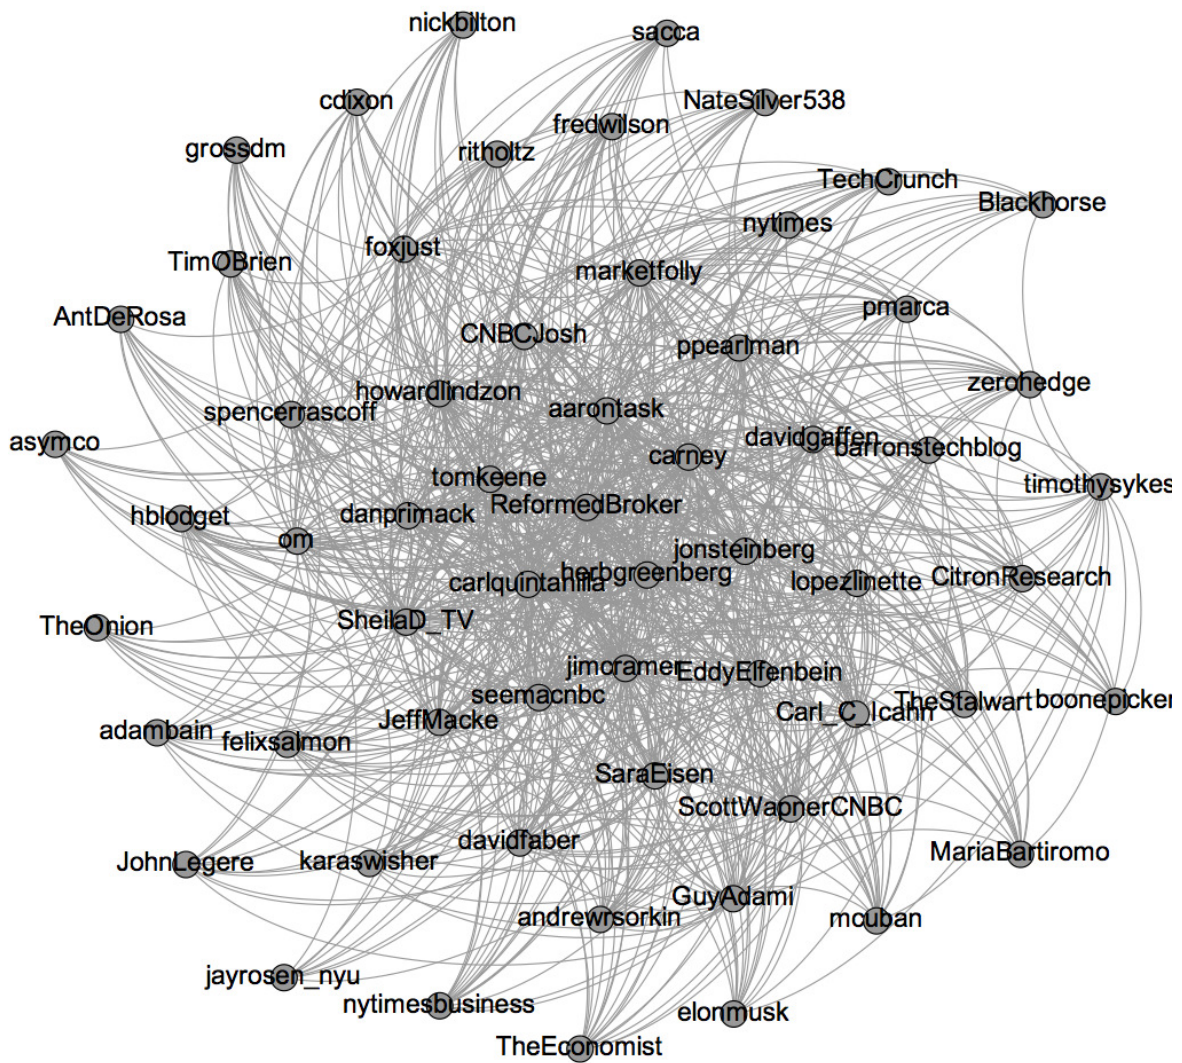 nickbilton
sacca
cdixon
NateSilver538
fredwilson
grossdm
ritholtz
TechCrunch
Blackhorse
nytimes
foxjust
TimOBrien
marketfolly
pmarca
AntDeRosa
CNBCJosh
ppearlman
zerohedge
howardlindzon
spencerrascoff
aarontask
asymco
davidgaffen
barronstechblog
carney
tomkeene
timothysykes
ReformedBroker
hblodget
danprimack
om
jonsteinberg
herbgreenberg
carlquintanilla
lopezlinette
CitronResearch
TheOnion
SheilaD_TV
jimcramer
EddyElfenbein
seemacnbc
TheStalwart
boonepicken
Carl_C_Icahn
JeffMacke
adambain
felixsalmon
SaraEisen
ScottWapnerCNBC
davidfaber
MariaBartiromo
JohnLegere
karaswisher
GuyAdami
andrewrsorkin
mcuban
jayrosen_nyu
nytimesbusiness
elonmusk
TheEconomist